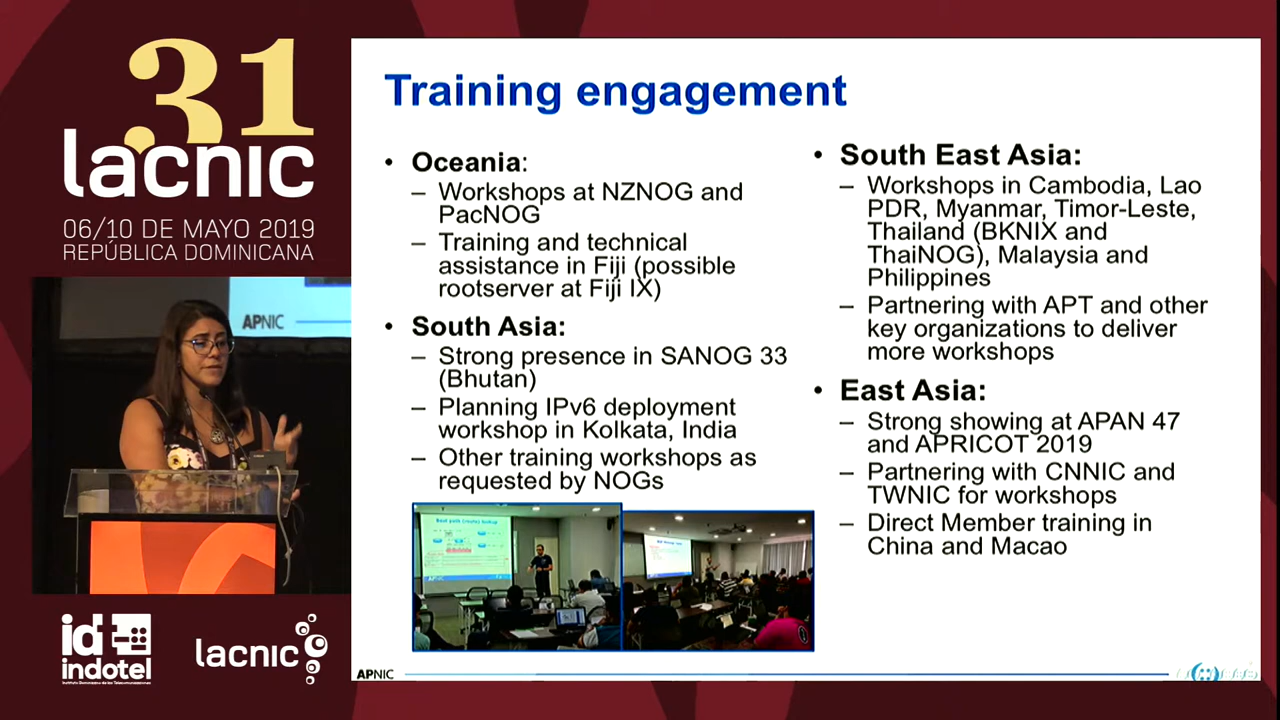 31
lacnic
06/10 DE MAYO 2019
REPÚBLICA DOMINICANA
APNIC
id
indotel
lacnic
Training engagement
• Oceania:
– Workshops at NZNOG and
PacNOG
– Training and technical
assistance in Fiji (possible
rootserver at Fiji IX)
• South Asia:
– Strong presence in SANOG 33
(Bhutan)
– Planning IPv6 deployment
workshop in Kolkata, India
– Other training workshops as
requested by NOGs
• South East Asia:
– Workshops in Cambodia, Lao
PDR, Myanmar, Timor-Leste,
Thailand (BKNIX and
ThaiNOG), Malaysia and
Philippines
– Partnering with APT and other
key organizations to deliver
more workshops
• East Asia:
– Strong showing at APAN 47
and APRICOT 2019
– Partnering with CNNIC and
TWNIC for workshops
– Direct Member training in
China and Macao
APNIC
APNIC